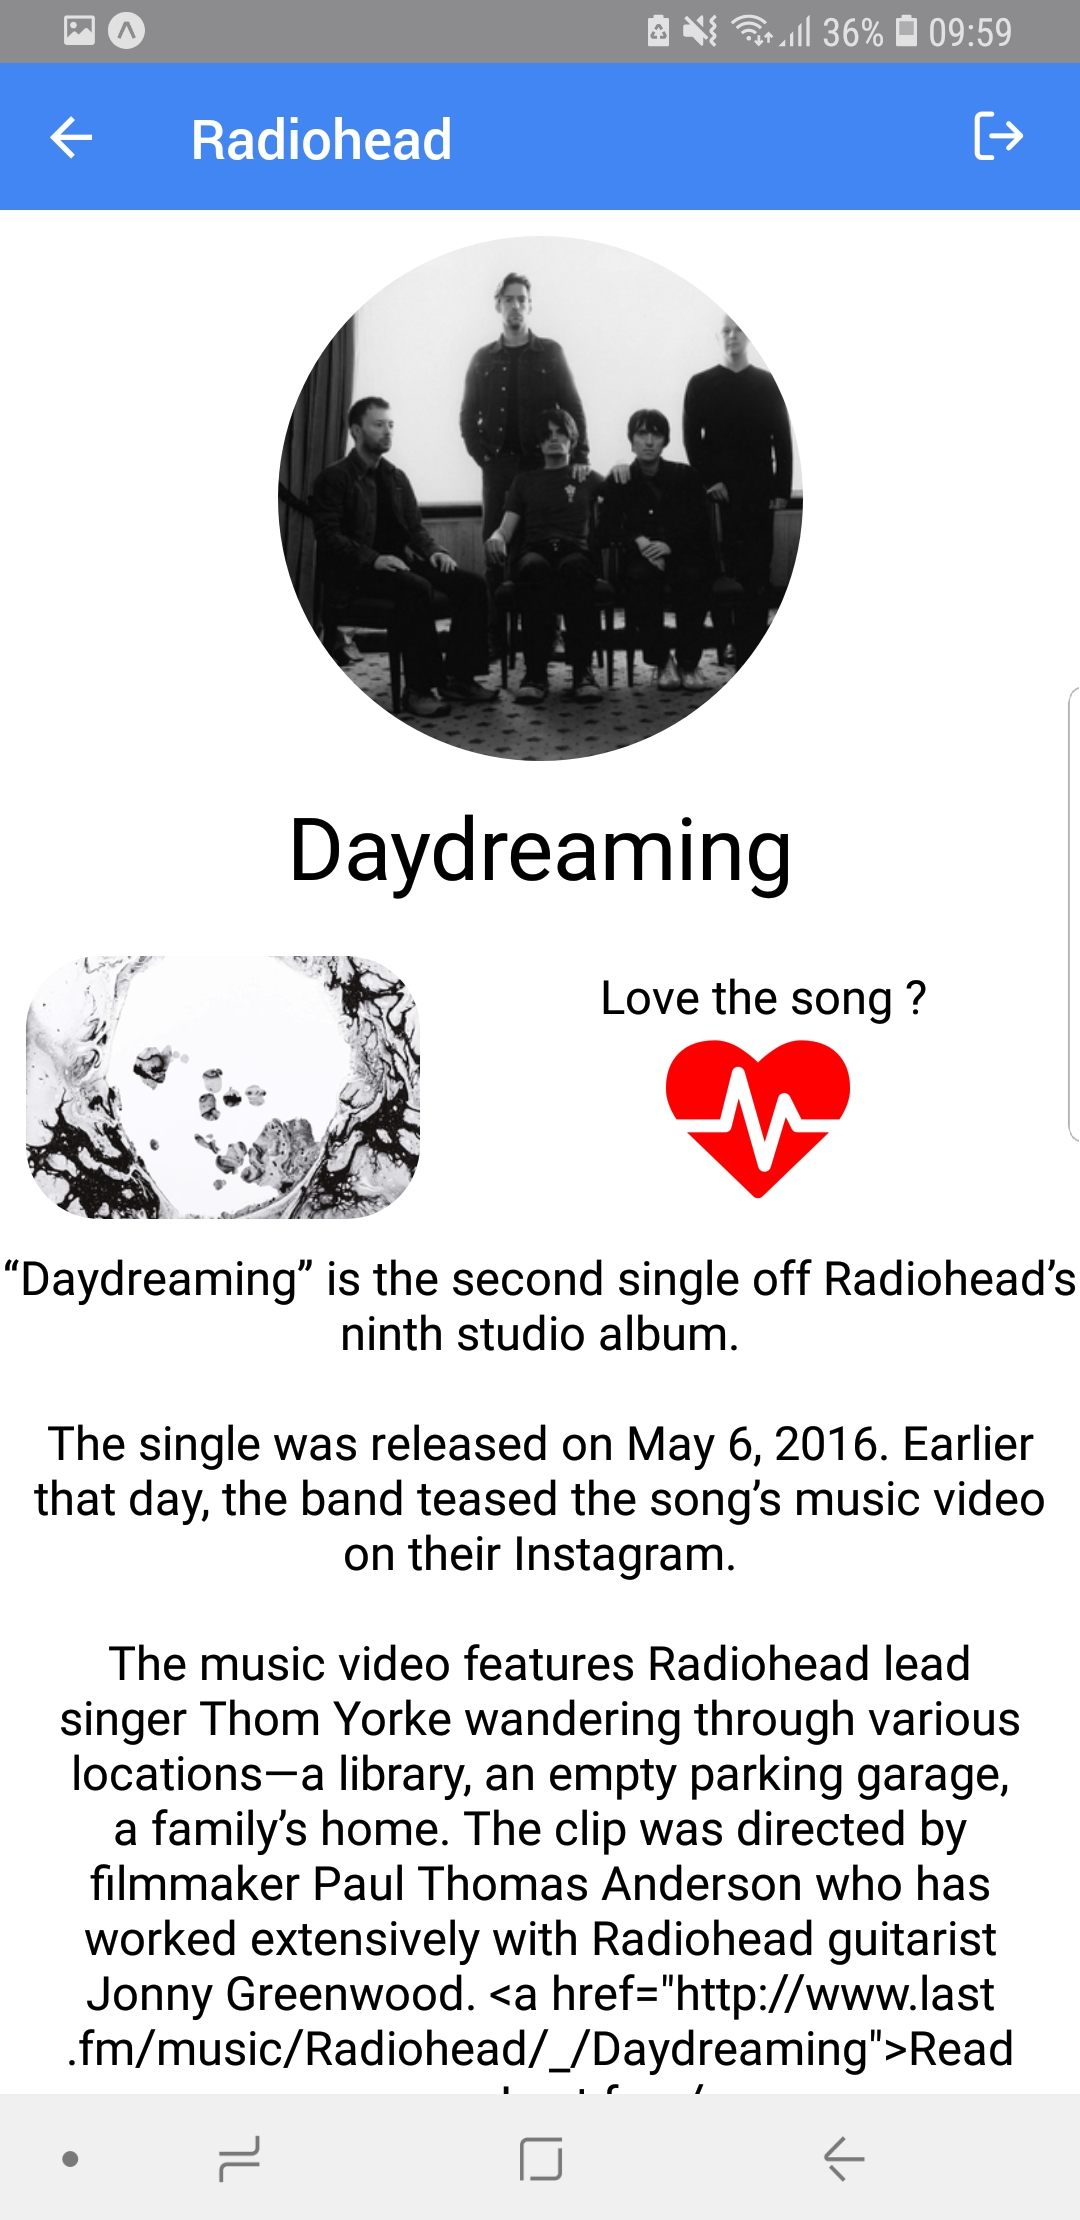 36% 09:59
Radiohead
Daydreaming
Love the song ?
“Daydreaming” is the second single off Radiohead’s
ninth studio album.
The single was released on May 6, 2016. Earlier
that day, the band teased the song’s music video
on their Instagram.
The music video features Radiohead lead
singer Thom Yorke wandering through various
locations—a library, an empty parking garage,
a family’s home. The clip was directed by
filmmaker Paul Thomas Anderson who has
worked extensively with Radiohead guitarist
Jonny Greenwood. <a href="http://www.last
.fm/music/Radiohead/_/Daydreaming">Read